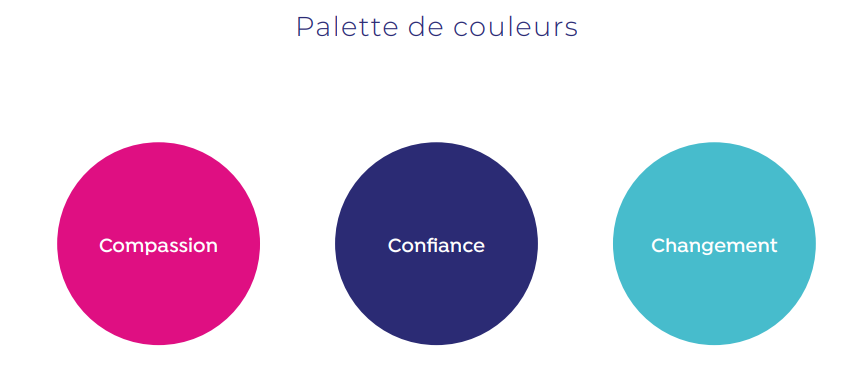 Palette de couleurs
Compassion
Confiance
Changement